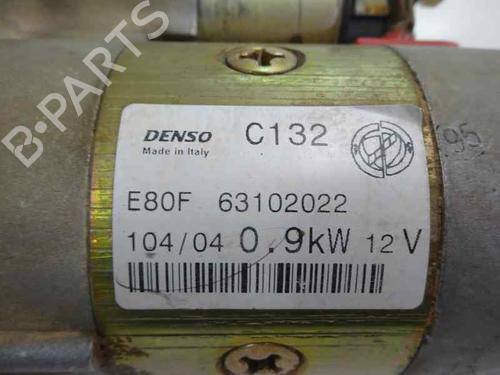 B-PARTS
DENSO C132
Made in Italy
E80F 63102022
104/04 0.9kW 12V
95